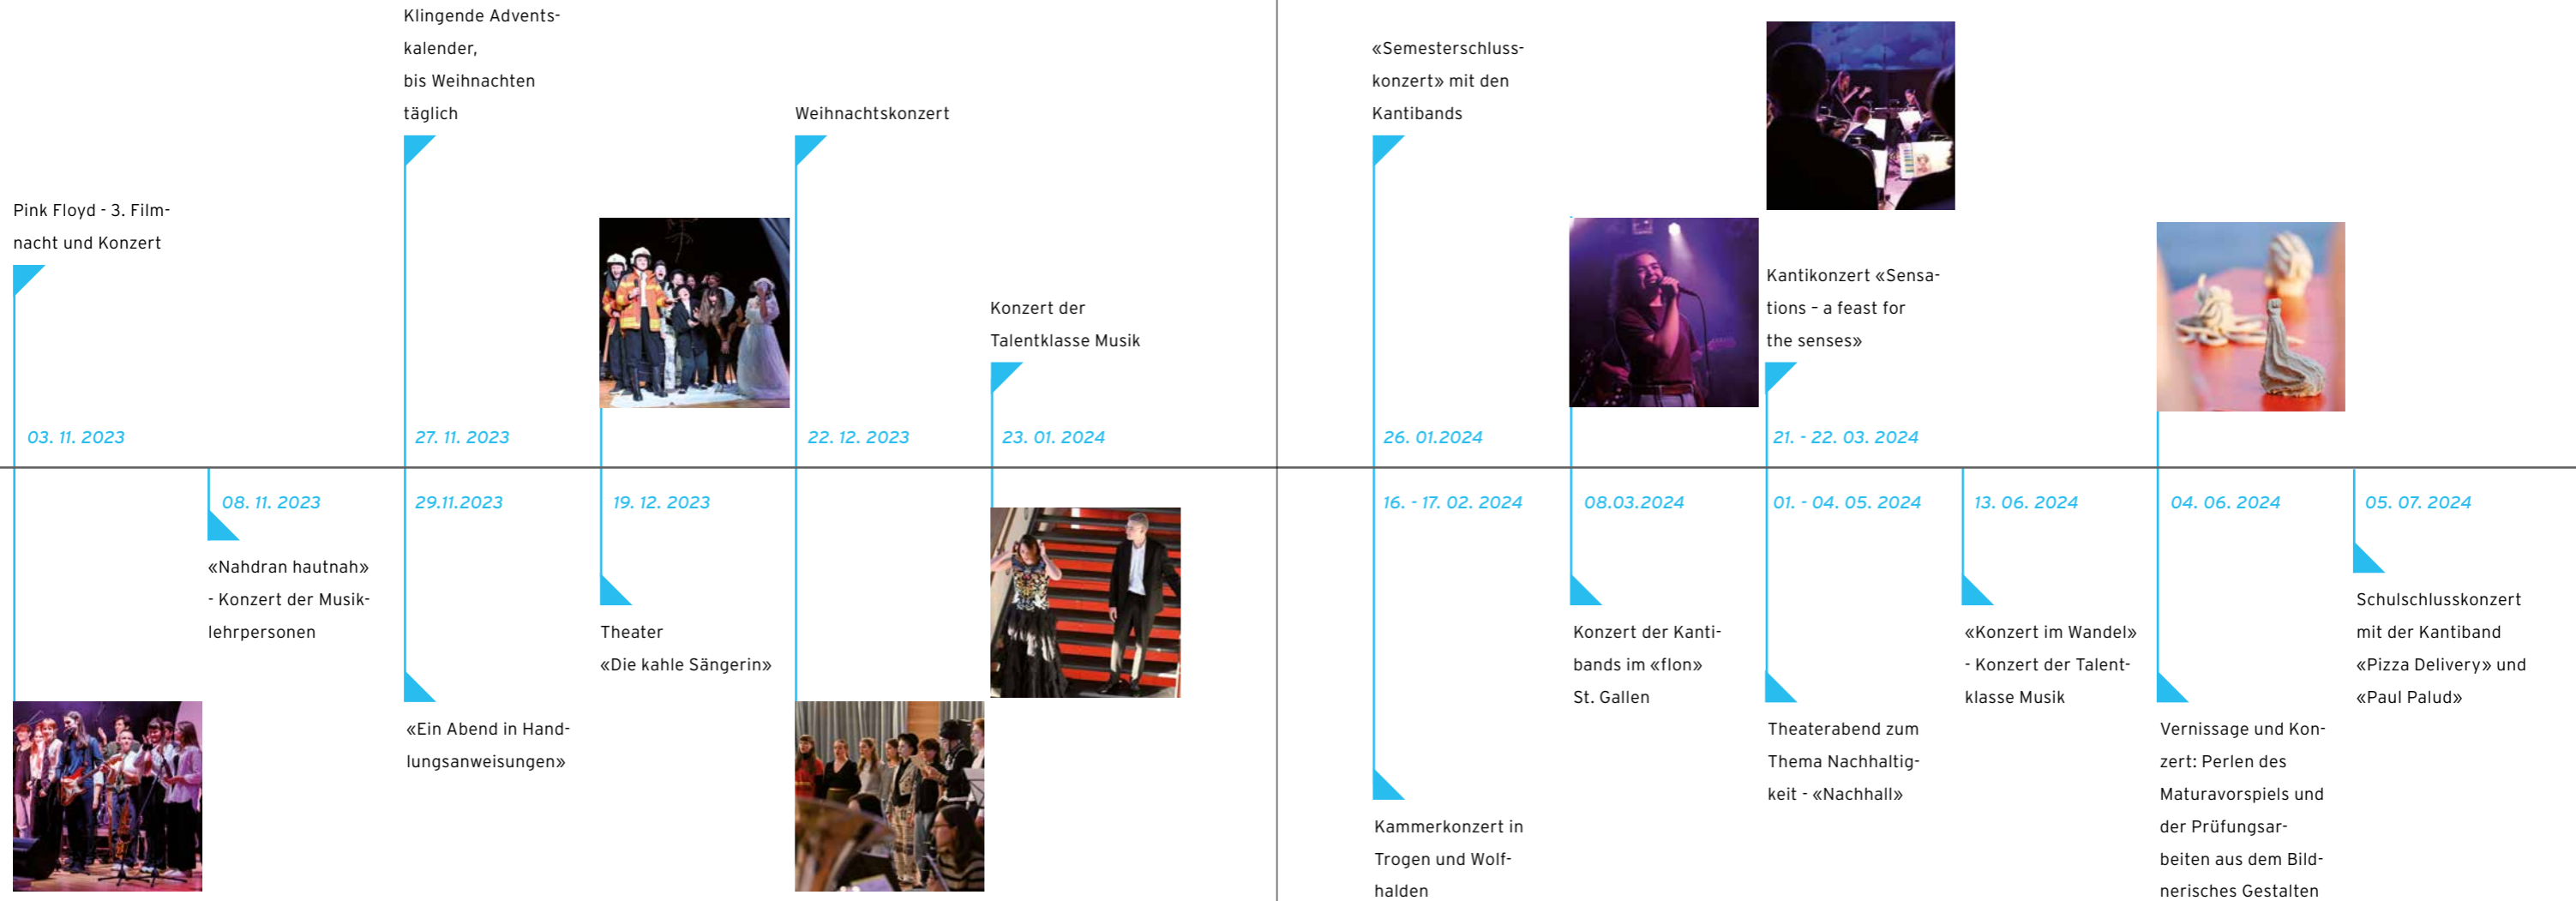 Pink Floyd - 3. Film-
nacht und Konzert
03. 11. 2023
08. 11. 2023
«Nahdran hautnah»
- Konzert der Musik-
lehrpersonen
Klingende Advents-
kalender,
bis Weihnachten
täglich
27. 11. 2023
29.11.2023
«Ein Abend in Hand-
lungsanweisungen»
19. 12. 2023
Theater
«Die kahle Sängerin»
Weihnachtskonzert
22. 12. 2023
Konzert der
Talentklasse Musik
23. 01. 2024
«Semesterschluss-
konzert» mit den
Kantibands
26. 01.2024
16. - 17. 02. 2024
Kammerkonzert in
Trogen und Wolf-
halden
08.03.2024
Konzert der Kanti-
bands im «flon»
St. Gallen
Kantikonzert «Sensa-
tions – a feast for
the senses»
21. - 22. 03. 2024
01. - 04. 05. 2024
Theaterabend zum
Thema Nachhaltig-
keit - «Nachhall»
13. 06. 2024
«Konzert im Wandel»
- Konzert der Talent-
klasse Musik
04. 06. 2024
Vernissage und Kon-
zert: Perlen des
Maturavorspiels und
der Prüfungsar-
beiten aus dem Bild-
nerisches Gestalten
05. 07. 2024
Schulschlusskonzert
mit der Kantiband
«Pizza Delivery» und
«Paul Palud»